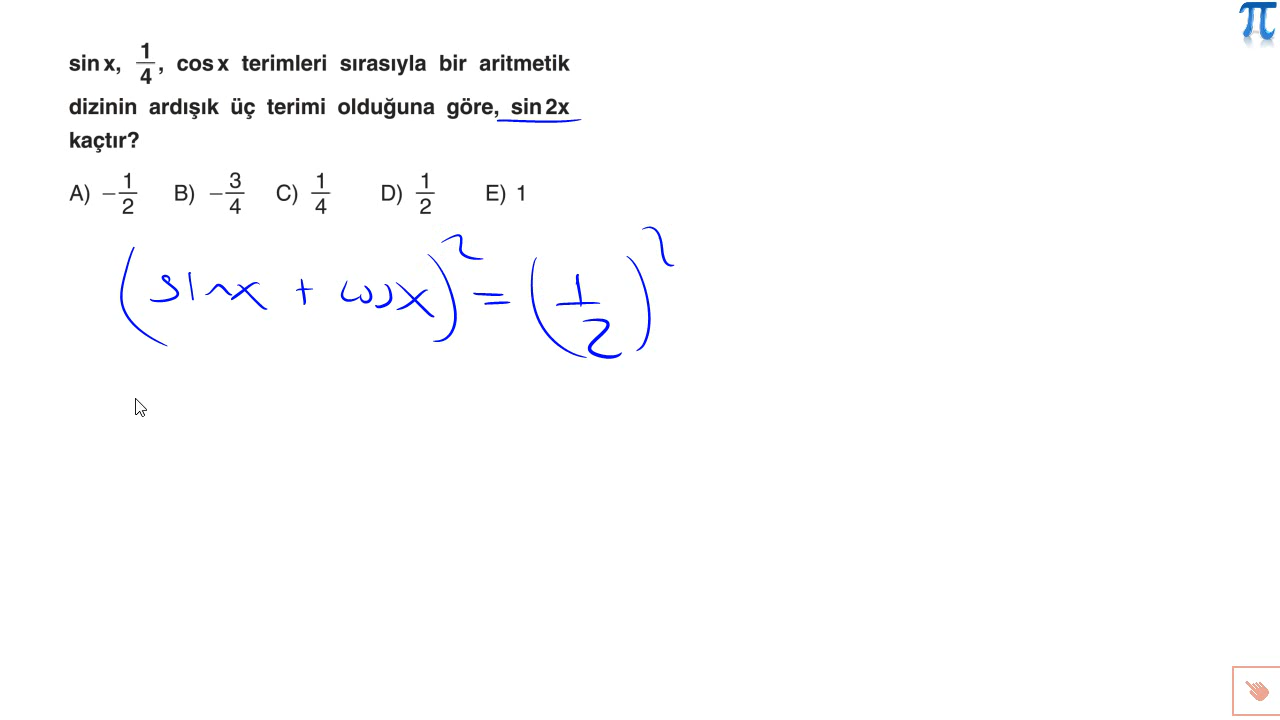 π
sin x, 1/4, cos x terimleri sırasıyla bir aritmetik
dizinin ardışık üç terimi olduğuna göre, sin 2x
kaçtır?
A) −1/2 B) −3/4 C) 1/4 D) 1/2 E) 1
(sinx + cosx)² = (1/2)²